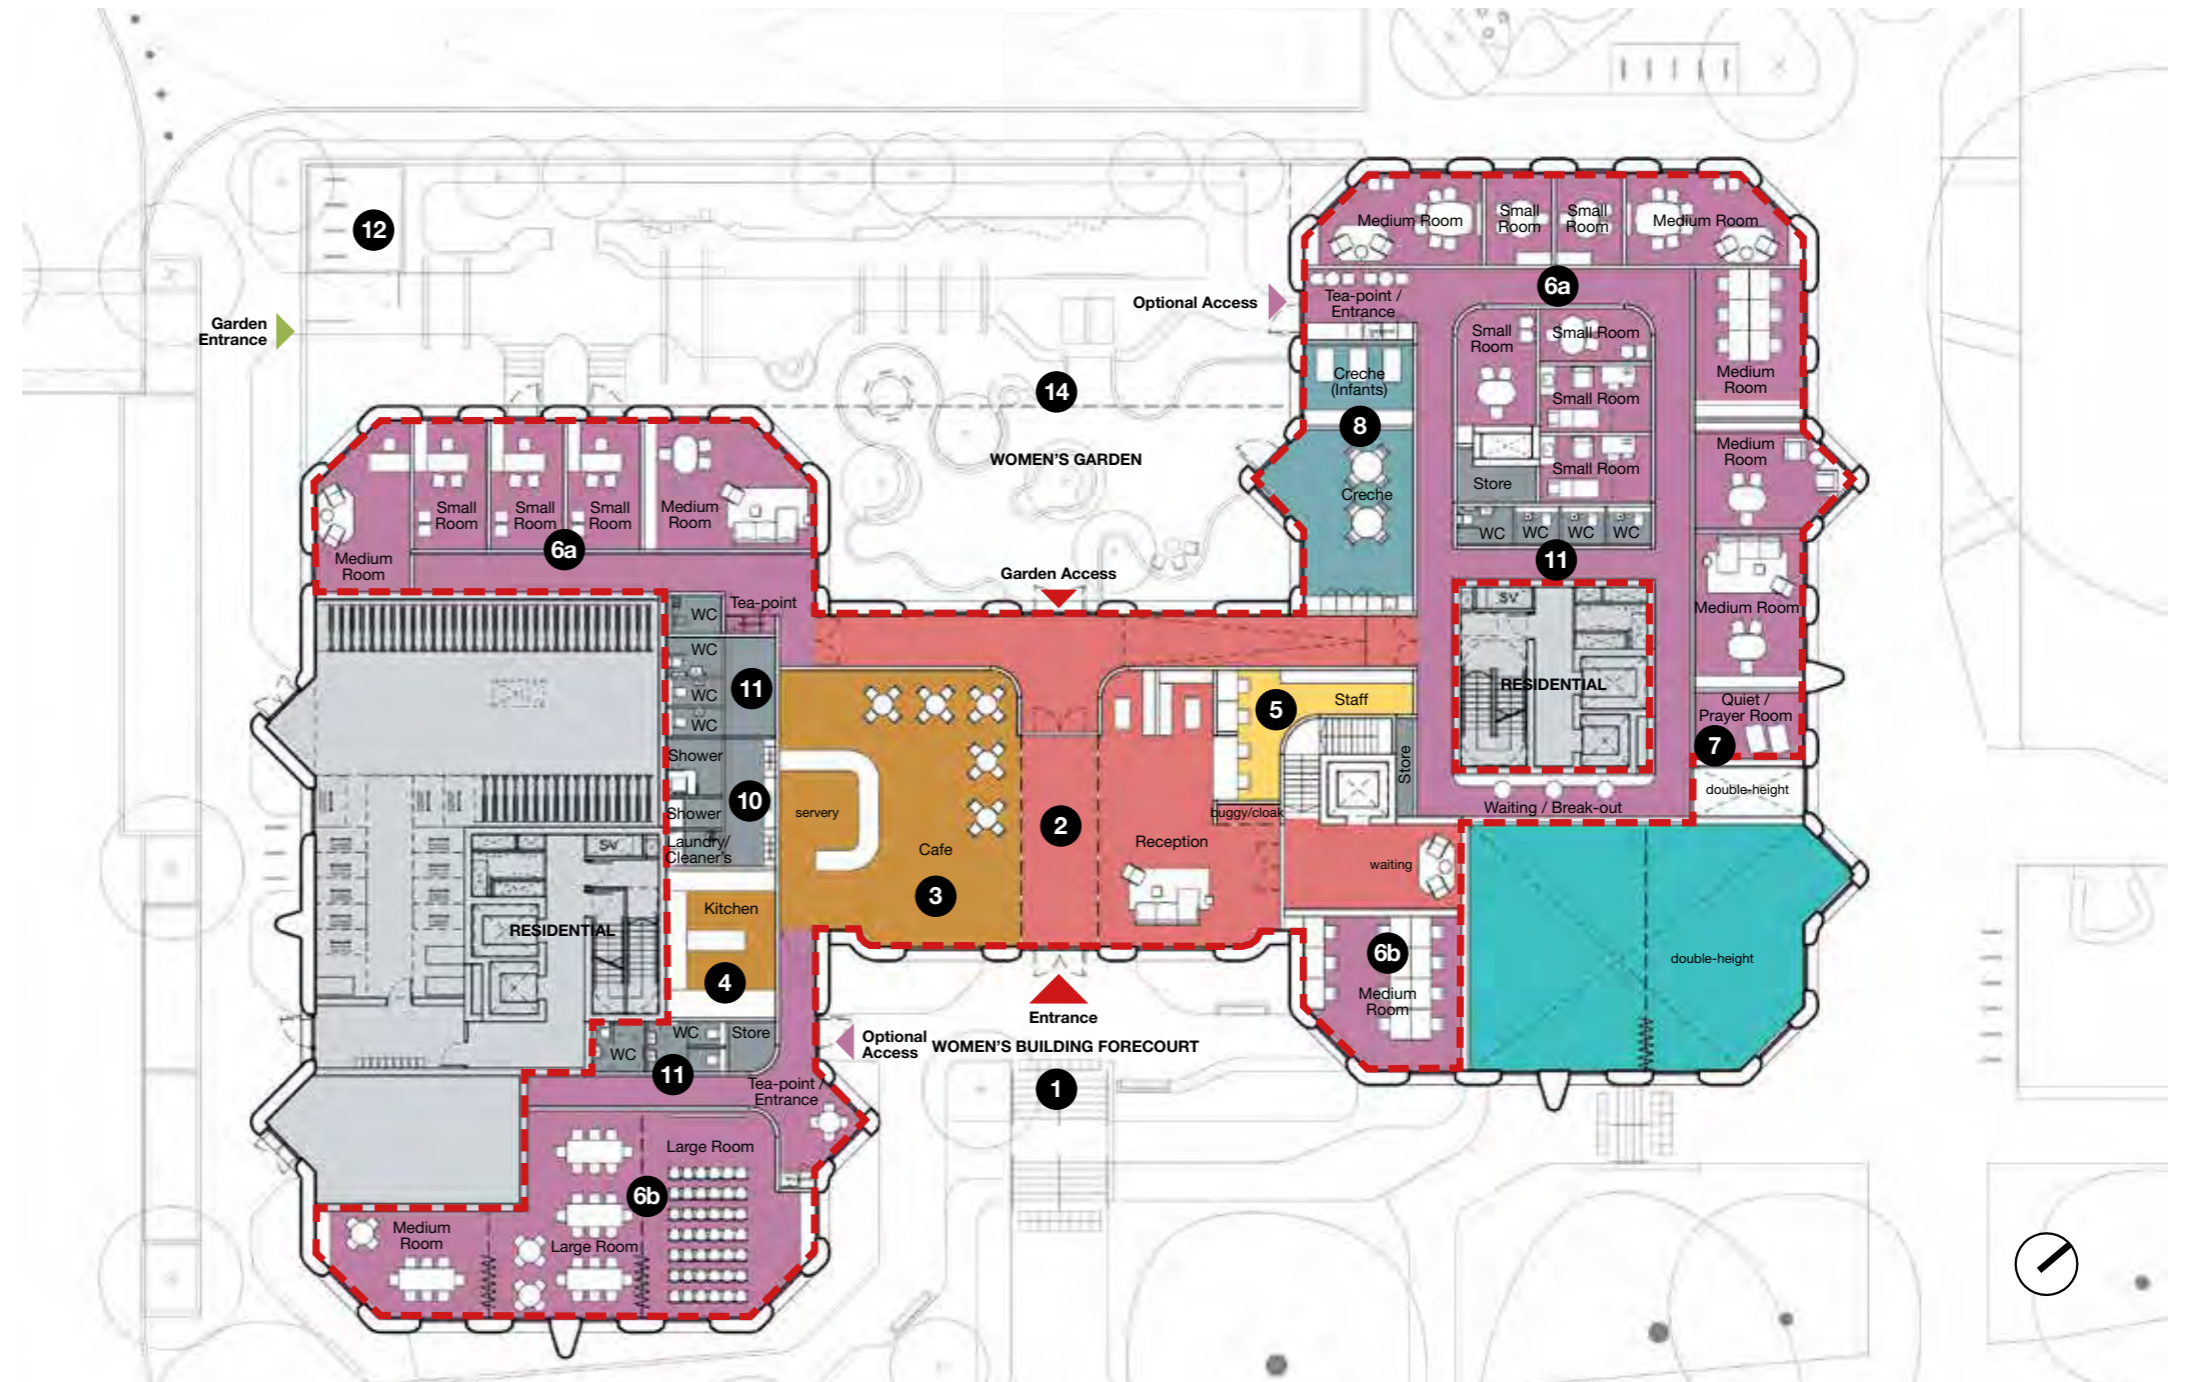 12
Garden
Entrance
Optional Access
14
WOMEN'S GARDEN
Garden Access
Medium Room
Small
Room
Small
Room
Medium Room
6a
Tea-point /
Entrance
Small
Room
Small Room
Small Room
Small Room
Medium
Room
Creche
(Infants)
8
Creche
Store
WC
WC
WC
WC
11
Medium
Room
Medium Room
SV
RESIDENTIAL
Quiet /
Prayer Room
7
double-height
Waiting / Break-out
Small
Room
Small
Room
Small
Room
Medium
Room
6a
Medium
Room
WC
Tea-point
WC
WC
WC
11
Shower
10
Shower
Laundry/
Cleaner's
SV
RESIDENTIAL
Kitchen
4
servery
Cafe
3
2
Reception
5
Staff
Store
buggy/cloak
waiting
6b
Medium
Room
double-height
Entrance
Optional
Access
WOMEN'S BUILDING FORECOURT
1
WC
WC
Store
11
Tea-point /
Entrance
Large Room
6b
Large Room
Medium
Room